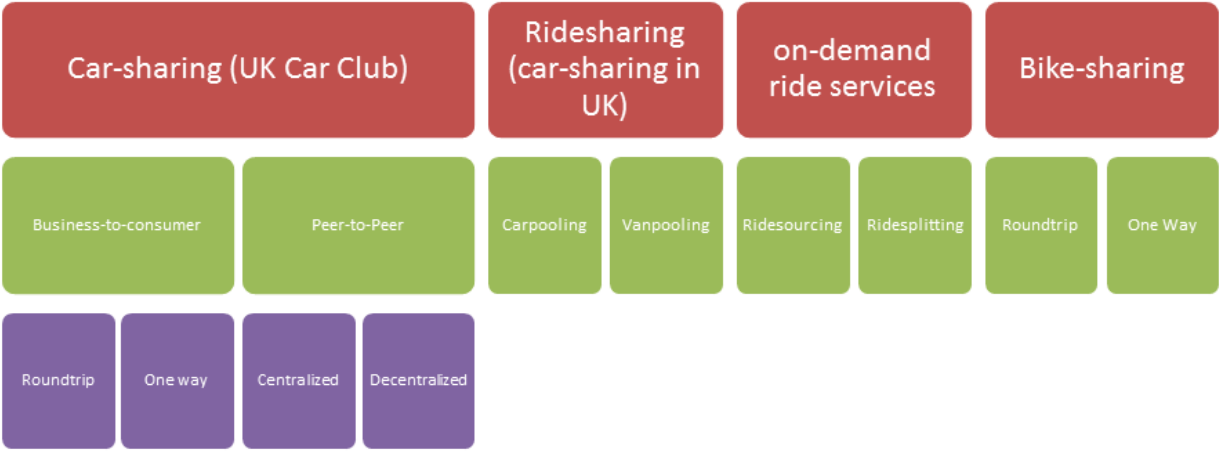 Car-sharing (UK Car Club)
Ridesharing
(car-sharing in
UK)
on-demand
ride services
Bike-sharing
Business-to-consumer
Peer-to-Peer
Carpooling
Vanpooling
Ridesourcing
Ridesplitting
Roundtrip
One Way
Roundtrip
One way
Centralized
Decentralized